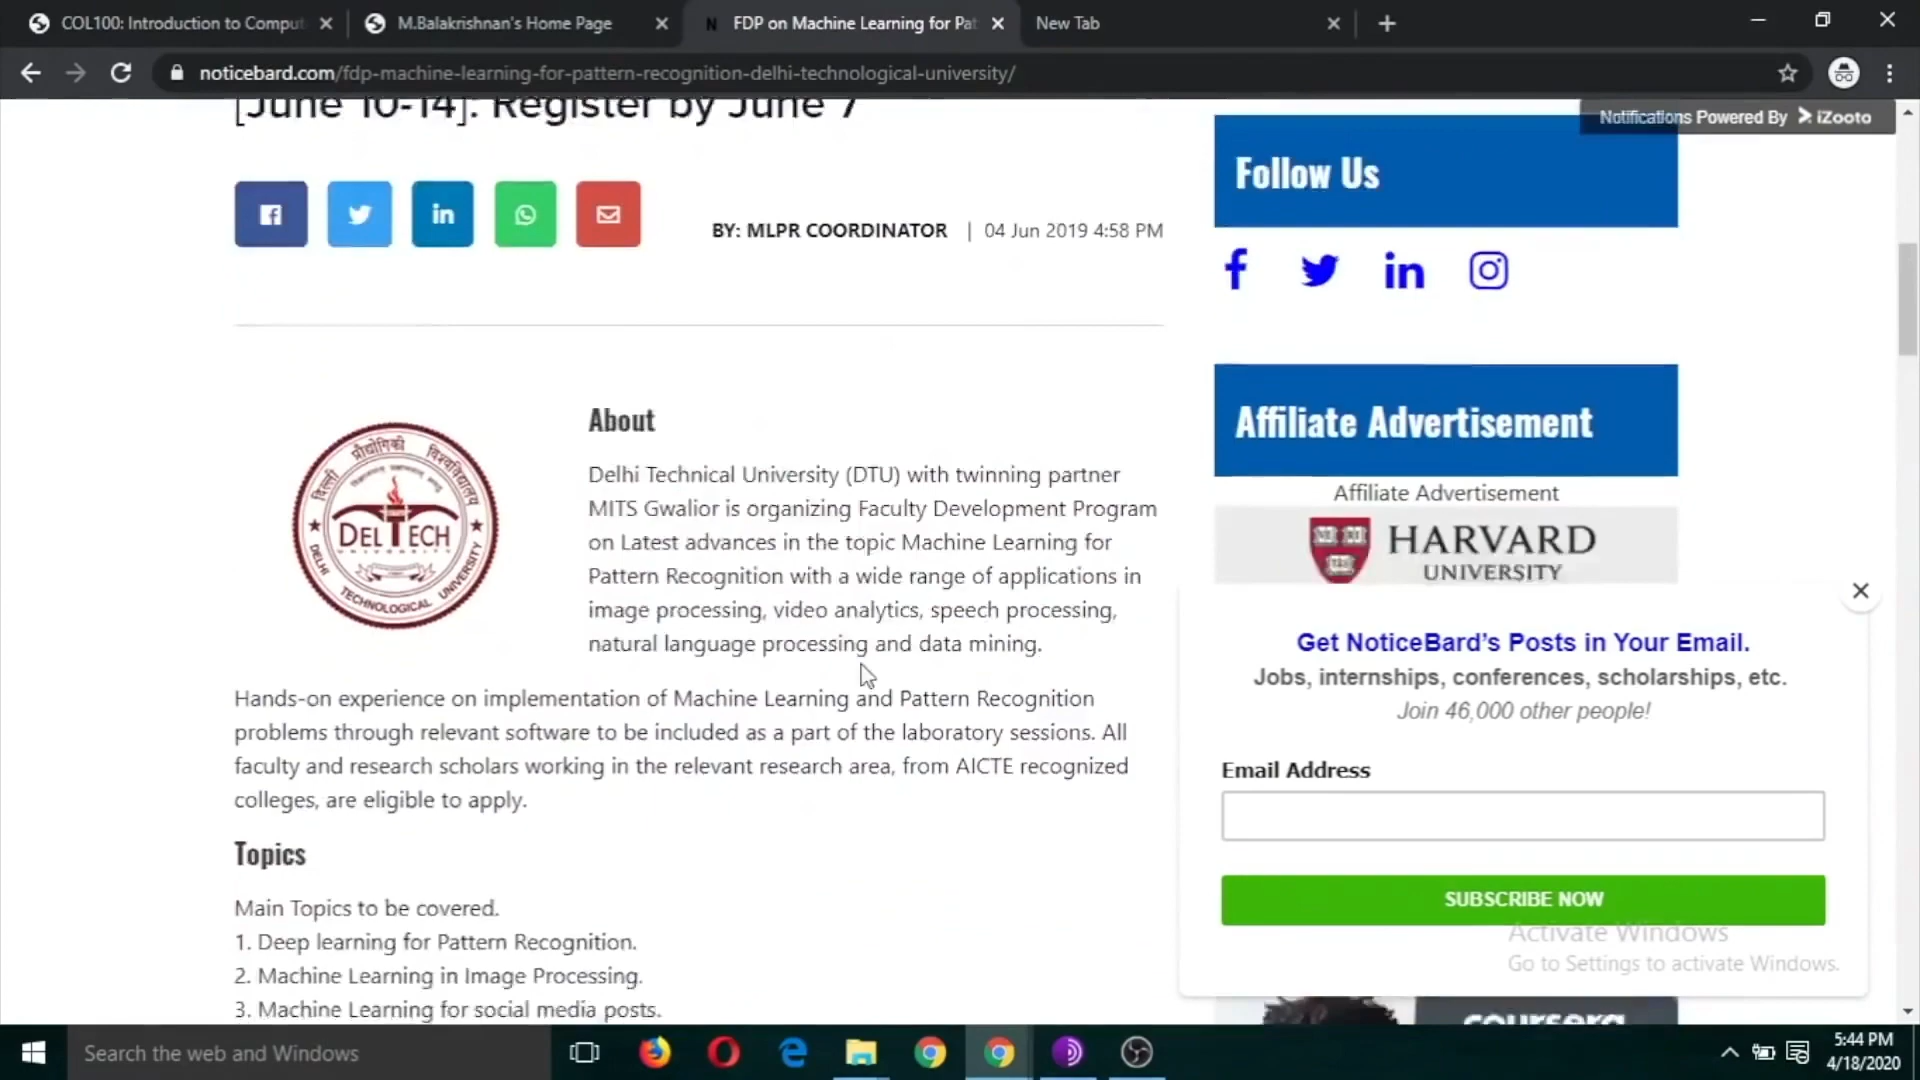 COL100: Introduction to Comput
M.Balakrishnan's Home Page
FDP on Machine Learning for Pat
New Tab
noticebard.com/fdp-machine-learning-for-pattern-recognition-delhi-technological-university/
[June 10-14]: Register by June 7
Notifications Powered By iZooto
BY: MLPR COORDINATOR | 04 Jun 2019 4:58 PM
Follow Us
दिल्ली प्रौद्योगिकी विश्वविद्यालय
DELTECH
DELHI TECHNOLOGICAL UNIVERSITY
About
Delhi Technical University (DTU) with twinning partner
MITS Gwalior is organizing Faculty Development Program
on Latest advances in the topic Machine Learning for
Pattern Recognition with a wide range of applications in
image processing, video analytics, speech processing,
natural language processing and data mining.
Hands-on experience on implementation of Machine Learning and Pattern Recognition
problems through relevant software to be included as a part of the laboratory sessions. All
faculty and research scholars working in the relevant research area, from AICTE recognized
colleges, are eligible to apply.
Topics
Main Topics to be covered.
1. Deep learning for Pattern Recognition.
2. Machine Learning in Image Processing.
3. Machine Learning for social media posts.
Affiliate Advertisement
Affiliate Advertisement
HARVARD
UNIVERSITY
Get NoticeBard's Posts in Your Email.
Jobs, internships, conferences, scholarships, etc.
Join 46,000 other people!
Email Address
SUBSCRIBE NOW
Activate Windows
Go to Settings to activate Windows.
coursera
Search the web and Windows
5:44 PM
4/18/2020